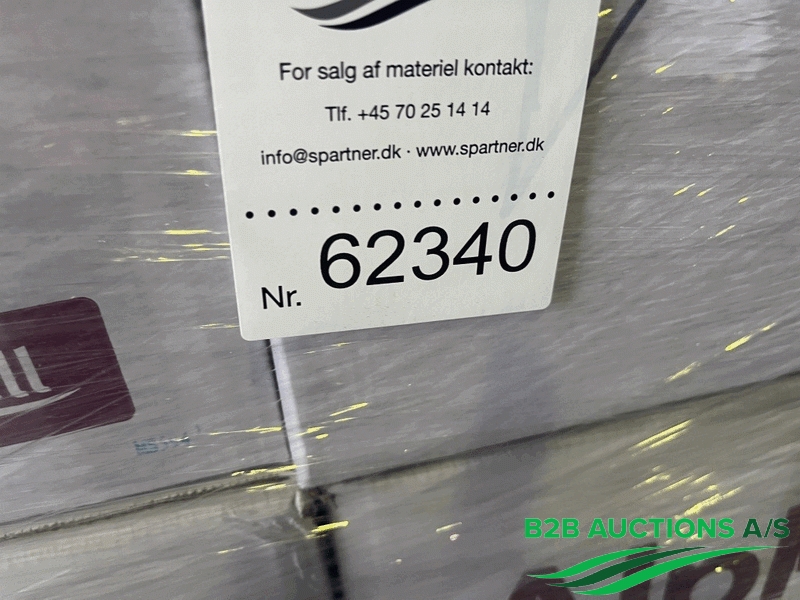 For salg af materiel kontakt:
Tlf. +45 70 25 14 14
info@spartner.dk · www.spartner.dk
Nr. 62340
B2B AUCTIONS A/S